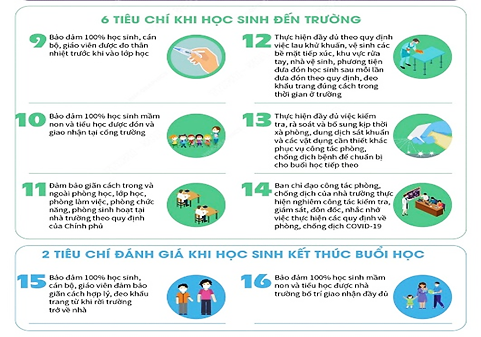 6 TIÊU CHÍ KHI HỌC SINH ĐẾN TRƯỜNG
9 Bảo đảm 100% học sinh, cán
bộ, giáo viên được đo thân
nhiệt trước khi vào lớp học
10 Bảo đảm 100% học sinh mầm
non và tiểu học được đón và
giao nhận tại cổng trường
11 Đảm bảo giãn cách trong và
ngoài phòng học, lớp học,
phòng làm việc, phòng chức
năng, phòng sinh hoạt tại
nhà trường theo quy định
của Chính phủ
12 Thực hiện đầy đủ theo quy định
việc lau khử khuẩn, vệ sinh các
bề mặt tiếp xúc, khu vực rửa
tay, nhà vệ sinh, phương tiện
đưa đón học sinh sau mỗi lần
đưa đón theo quy định, đeo
khẩu trang đúng cách trong
thời gian ở trường
13 Thực hiện đầy đủ việc kiểm
tra, rà soát và bổ sung kịp thời
xà phòng, dung dịch sát khuẩn
và các vật dụng cần thiết khác
phục vụ công tác phòng,
chống dịch bệnh để chuẩn bị
cho buổi học tiếp theo
14 Ban chỉ đạo công tác phòng,
chống dịch của nhà trường thực
hiện nghiêm công tác kiểm tra,
giám sát, đôn đốc, nhắc nhở
việc thực hiện các quy định về
phòng, chống dịch COVID-19
2 TIÊU CHÍ ĐÁNH GIÁ KHI HỌC SINH KẾT THÚC BUỔI HỌC
15 Bảo đảm 100% học sinh,
cán bộ, giáo viên đảm bảo
giãn cách hợp lý, đeo khẩu
trang từ khi rời trường
trở về nhà
16 Bảo đảm 100% học sinh mầm non
và tiểu học được nhà
trường bố trí giao nhận đầy đủ